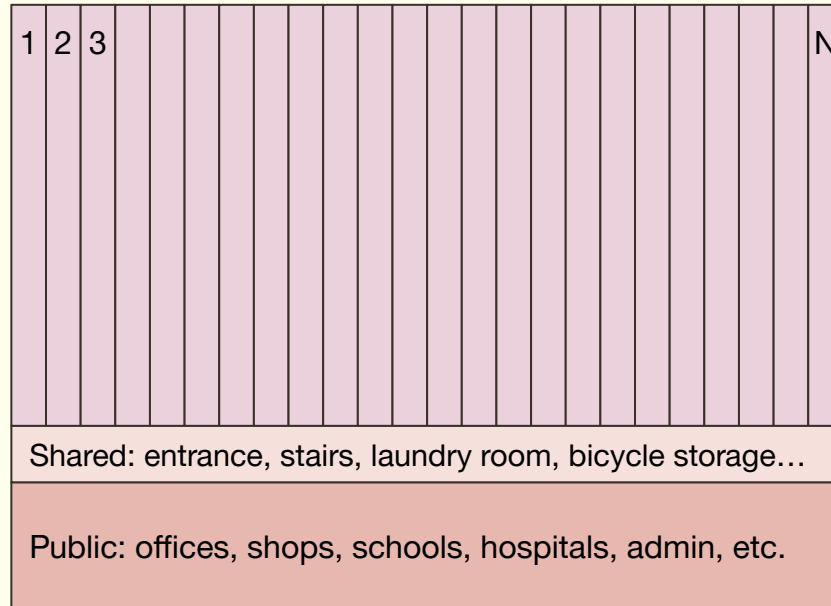 1 2 3 N
Shared: entrance, stairs, laundry room, bicycle storage…
Public: offices, shops, schools, hospitals, admin, etc.